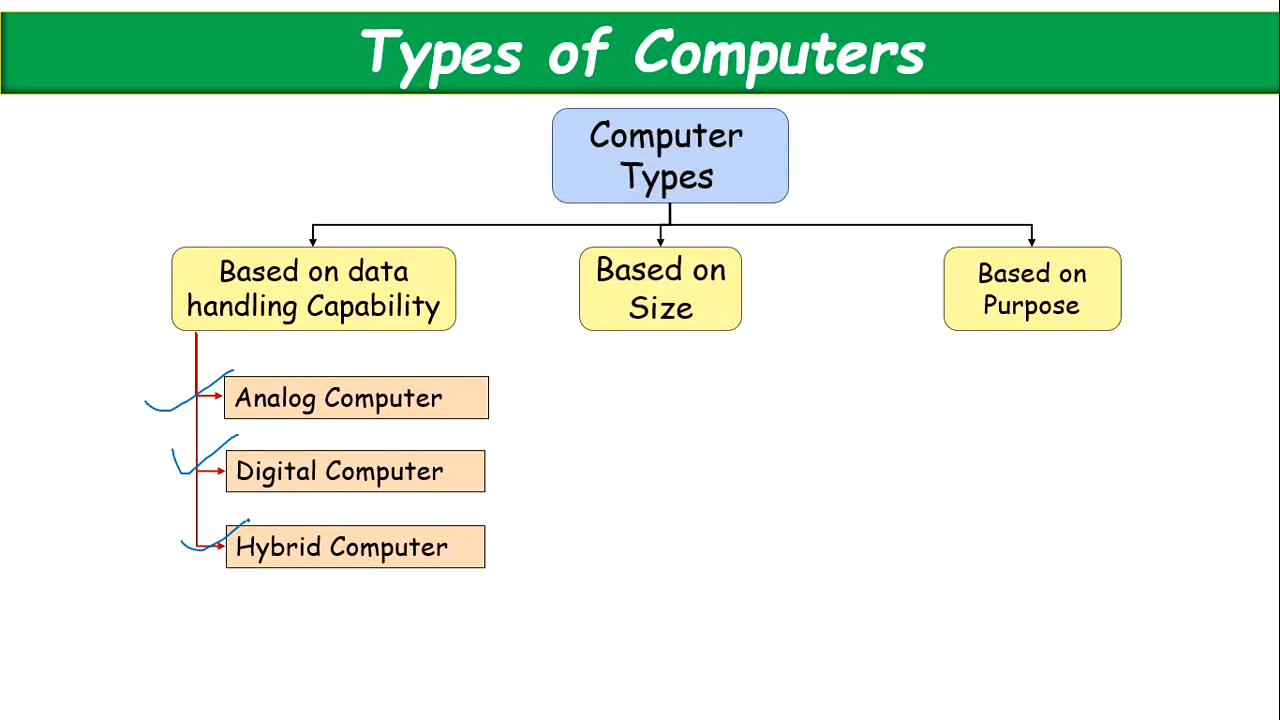 Types of Computers
Computer
Types
Based on data
handling Capability
Based on
Size
Based on
Purpose
Analog Computer
Digital Computer
Hybrid Computer